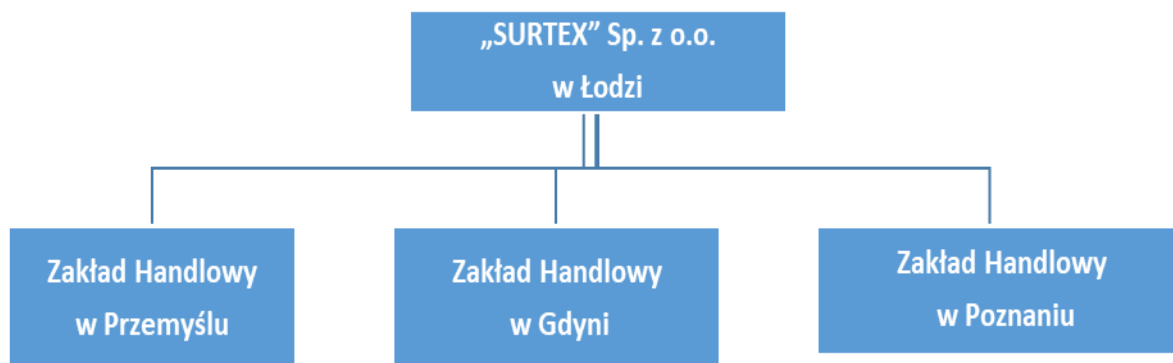 „SURTEX” Sp. z o.o.
w Łodzi
Zakład Handlowy
w Przemyślu
Zakład Handlowy
w Gdyni
Zakład Handlowy
w Poznaniu